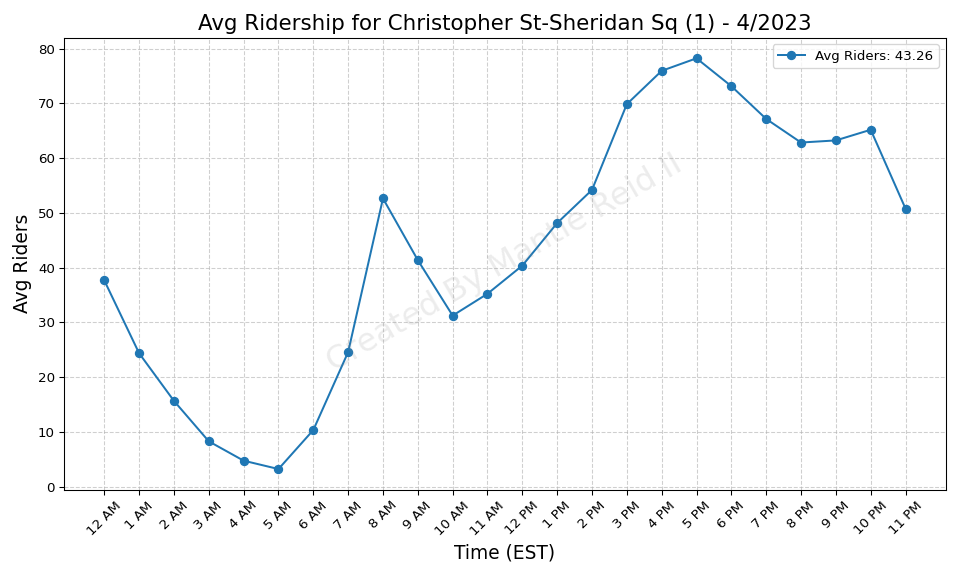 Avg Ridership for Christopher St-Sheridan Sq (1) - 4/2023
Avg Riders: 43.26
80
70
60
50
40
30
20
10
0
Avg Riders
Created By Mantle Reid II
12 AM
1 AM
2 AM
3 AM
4 AM
5 AM
6 AM
7 AM
8 AM
9 AM
10 AM
11 AM
12 PM
1 PM
2 PM
3 PM
4 PM
5 PM
6 PM
7 PM
8 PM
9 PM
10 PM
11 PM
Time (EST)